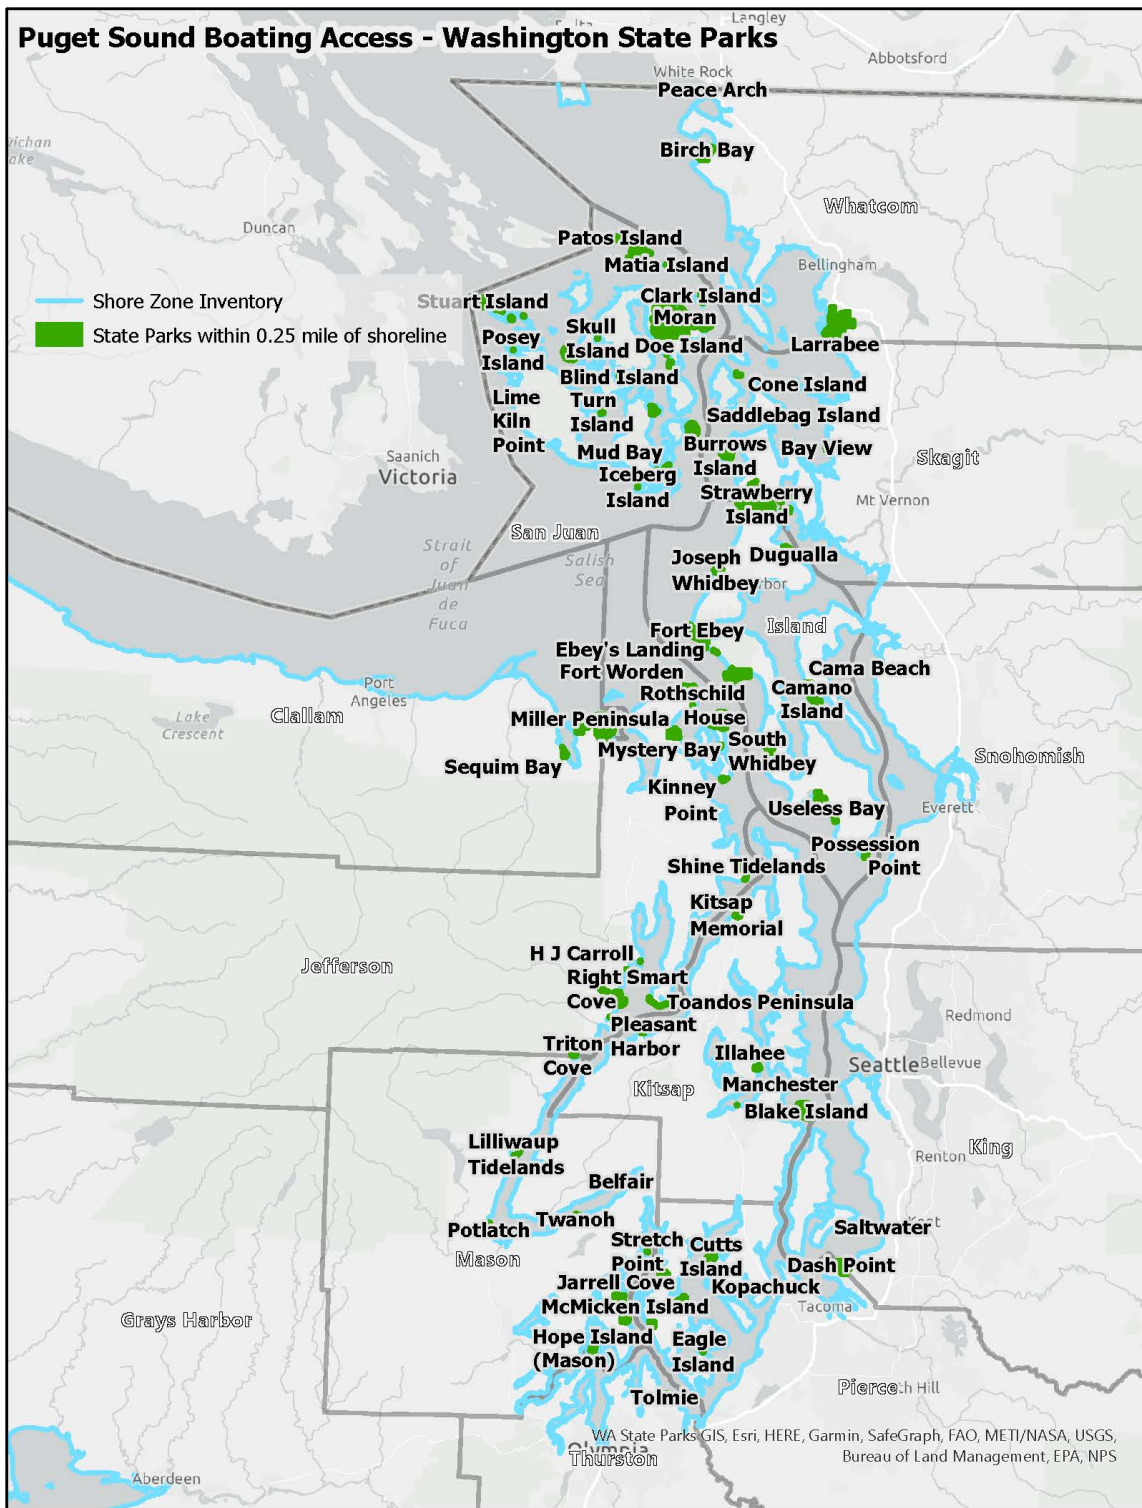 Puget Sound Boating Access - Washington State Parks
Langley
Abbotsford
White Rock
Peace Arch
Birch Bay
Whatcom
Duncan
Patos Island
Bellingham
Matia Island
Stuart Island
Clark Island
Shore Zone Inventory
Moran
State Parks within 0.25 mile of shoreline
Posey
Island
Skull
Island
Doe Island
Larrabee
Blind Island
Cone Island
Lime
Kiln
Point
Turn
Island
Saddlebag Island
Saanich
Victoria
Mud Bay
Burrows
Island
Bay View
Skagit
Iceberg
Island
Strawberry
Island
Mt Vernon
San Juan
Strait
of
Juan
de
Fuca
Salish
Sea
Joseph
Whidbey
Dugualla
Fort Ebey
Island
Ebey's Landing
Fort Worden
Cama Beach
Port
Angeles
Rothschild
House
Camano
Island
Lake
Crescent
Clallam
Miller Peninsula
Mystery Bay
South
Whidbey
Snohomish
Sequim Bay
Kinney
Point
Useless Bay
Everett
Possession
Point
Shine Tidelands
Kitsap
Memorial
H J Carroll
Jefferson
Right Smart
Cove
Toandos Peninsula
Redmond
Pleasant
Harbor
Triton
Cove
Illahee
Seattle
Bellevue
Kitsap
Manchester
Blake Island
Lilliwaup
Tidelands
King
Renton
Belfair
Twanoh
Potlatch
Saltwater
Mason
Stretch
Point
Cutts
Island
Dash Point
Jarrell Cove
Kopachuck
McMicken Island
Tacoma
Grays Harbor
Hope Island
(Mason)
Eagle
Island
Pierce
Tolmie
WA State Parks GIS, Esri, HERE, Garmin, SafeGraph, FAO, METI/NASA, USGS,
Bureau of Land Management, EPA, NPS
Olympia
Thurston
Aberdeen